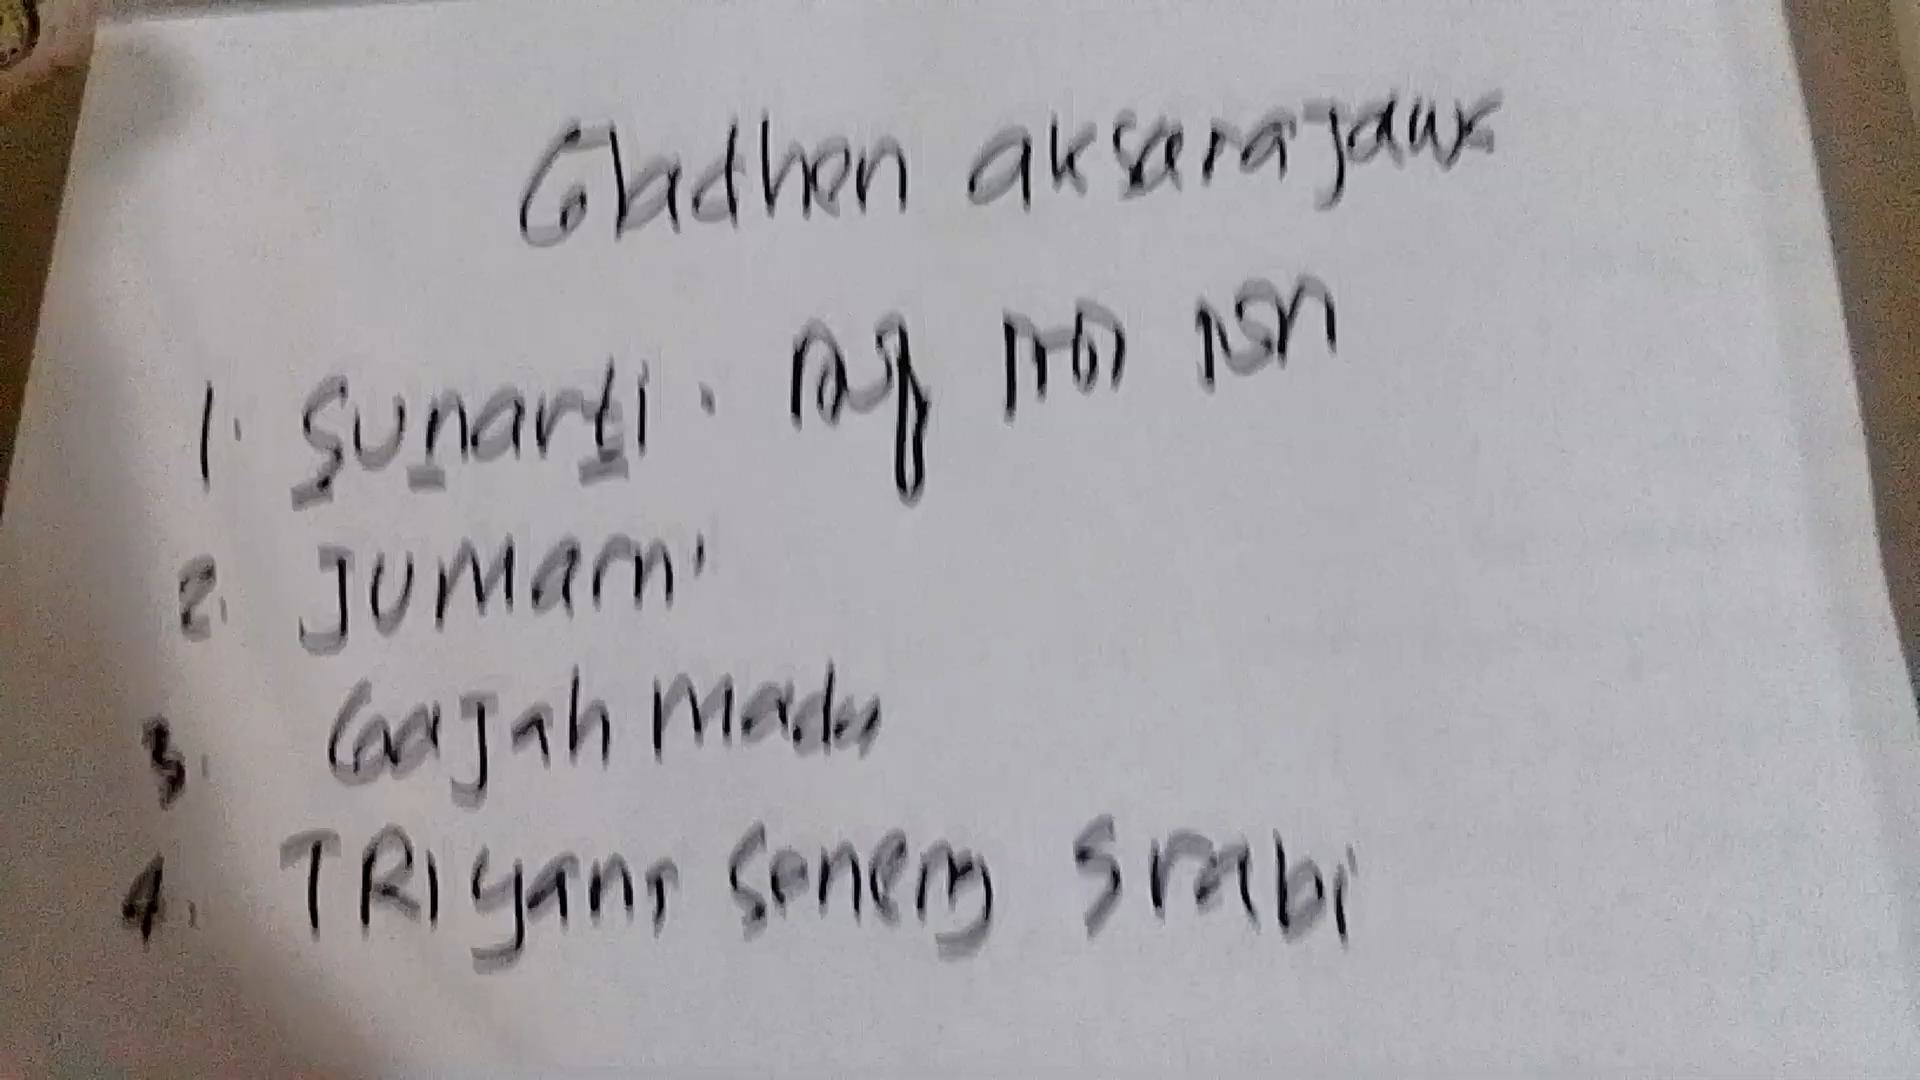 Gladhen aksara jawa
1. Sunarti. ꦱꦸ ꦤ ꦠ
2. JUMarni
3. Gajah Mada
4. TRIyani Seneng Srabi